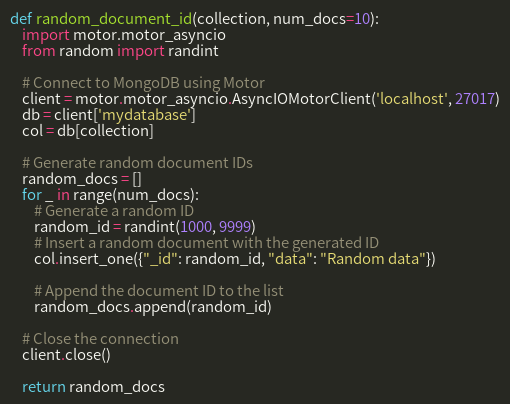 def random_document_id(collection, num_docs=10):
    import motor.motor_asyncio
    from random import randint

    # Connect to MongoDB using Motor
    client = motor.motor_asyncio.AsyncIOMotorClient('localhost', 27017)
    db = client['mydatabase']
    col = db[collection]

    # Generate random document IDs
    random_docs = []
    for _ in range(num_docs):
        # Generate a random ID
        random_id = randint(1000, 9999)
        # Insert a random document with the generated ID
        col.insert_one({"_id": random_id, "data": "Random data"})

        # Append the document ID to the list
        random_docs.append(random_id)

    # Close the connection
    client.close()

    return random_docs